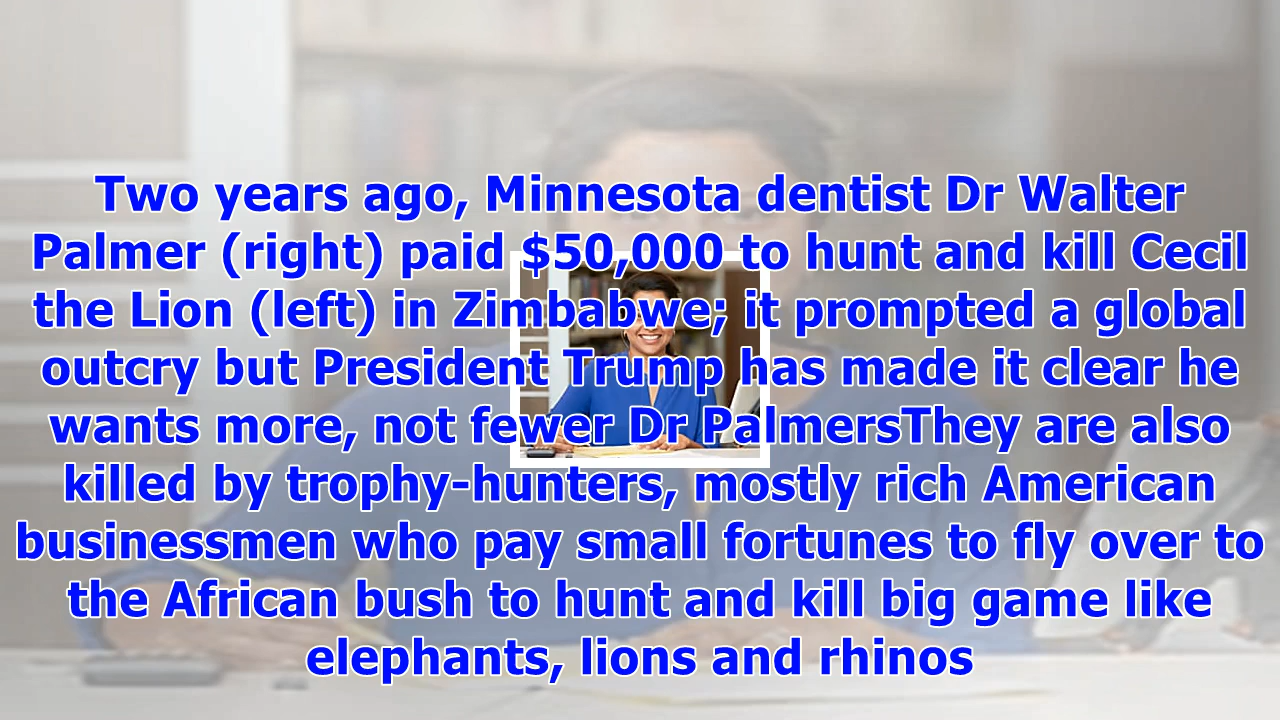 Two years ago, Minnesota dentist Dr Walter
Palmer (right) paid $50,000 to hunt and kill Cecil
the Lion (left) in Zimbabwe; it prompted a global
outcry but President Trump has made it clear he
wants more, not fewer Dr PalmersThey are also
killed by trophy-hunters, mostly rich American
businessmen who pay small fortunes to fly over to
the African bush to hunt and kill big game like
elephants, lions and rhinos